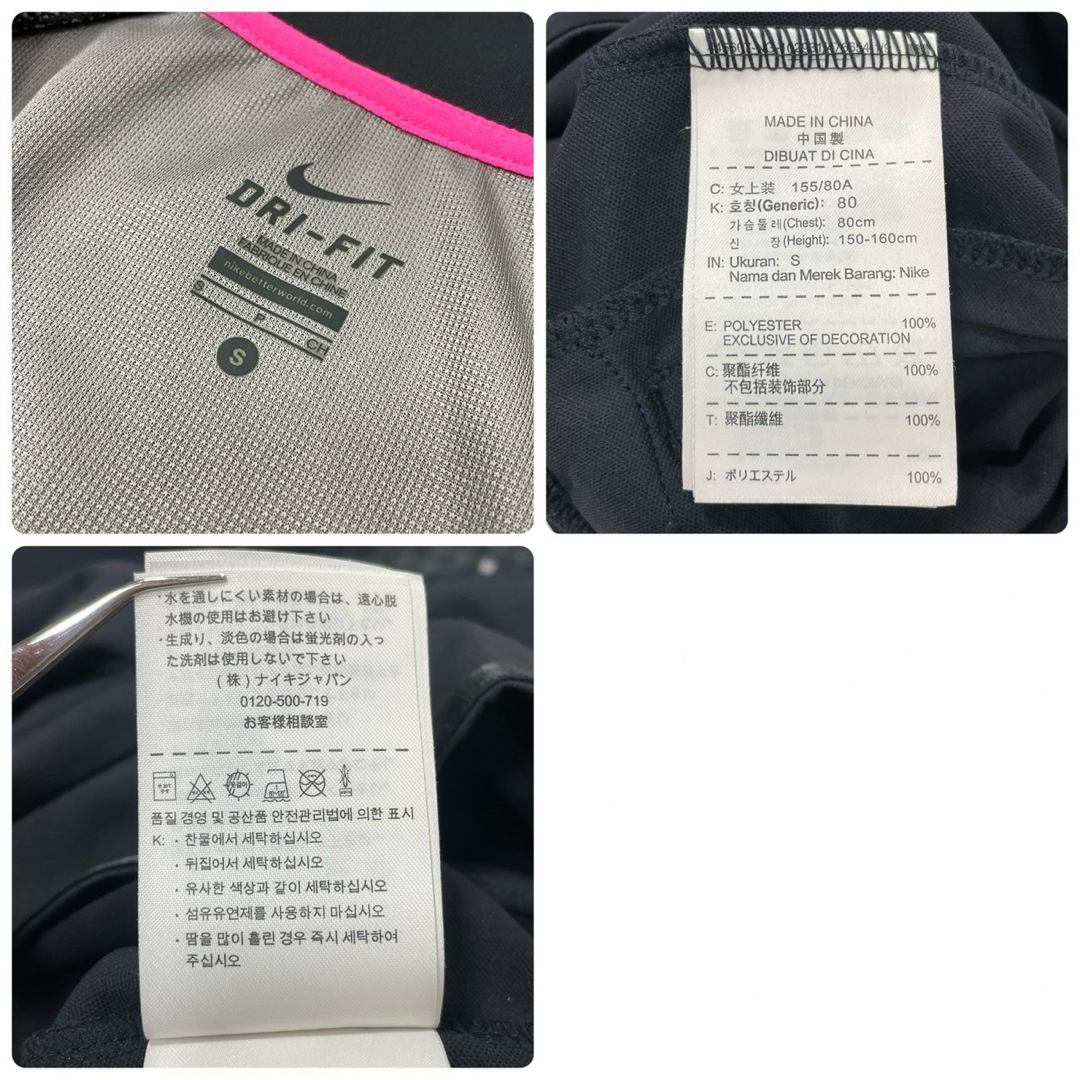 DRI-FIT
MADE IN CHINA
FABRIQUE EN CHINE
nikebetterworld.com
S P CH
S
MADE IN CHINA
中国製
DIBUAT DI CINA
C: 女上装 155/80A
K: 호칭(Generic): 80
가슴둘레(Chest): 80cm
신 장(Height): 150-160cm
IN: Ukuran: S
Nama dan Merek Barang: Nike
E: POLYESTER 100%
EXCLUSIVE OF DECORATION
C: 聚酯纤维 100%
不包括装饰部分
T: 聚酯纖維 100%
J: ポリエステル 100%
・水を通しにくい素材の場合は、遠心脱
水機の使用はお避け下さい
・生成り、淡色の場合は蛍光剤の入っ
た洗剤は使用しないで下さい
(株)ナイキジャパン
0120-500-719
お客様相談室
품질 경영 및 공산품 안전관리법에 의한 표시
K: · 찬물에서 세탁하십시오
· 뒤집어서 세탁하십시오
· 유사한 색상과 같이 세탁하십시오
· 섬유유연제를 사용하지 마십시오
· 땀을 많이 흘린 경우 즉시 세탁하여
주십시오